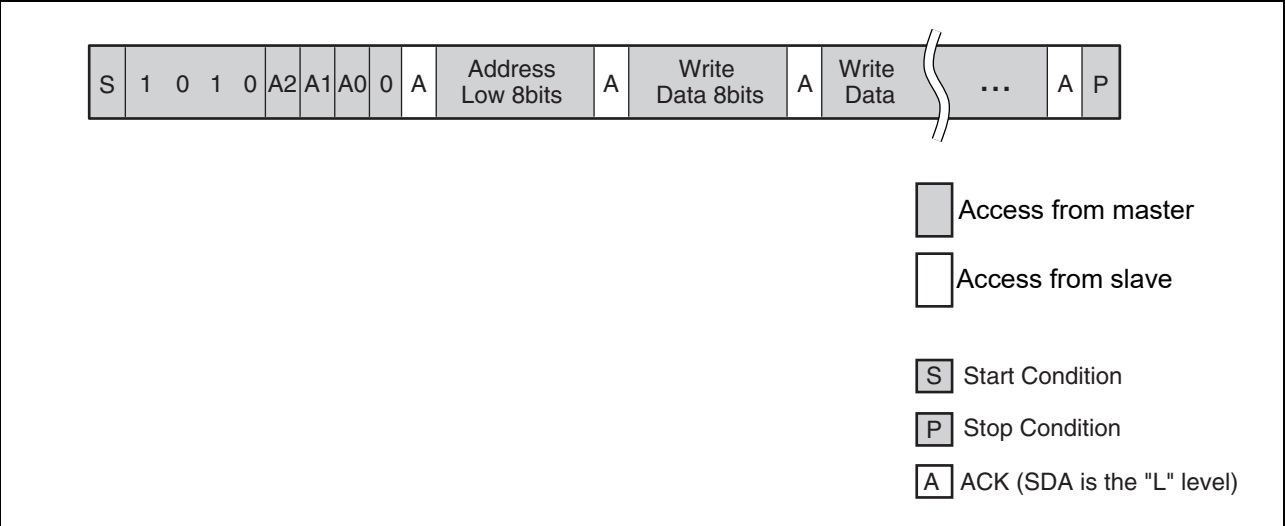 S 1 0 1 0 A2 A1 A0 0 A Address Low 8bits A Write Data 8bits A Write Data ... A P
Access from master
Access from slave
S Start Condition
P Stop Condition
A ACK (SDA is the "L" level)